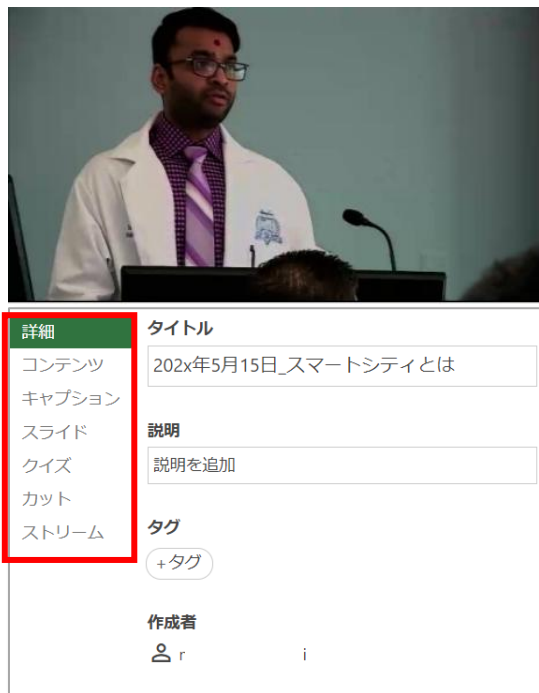 詳細
コンテンツ
キャプション
スライド
クイズ
カット
ストリーム
タイトル
202x年5月15日_スマートシティとは
説明
説明を追加
タグ
+タグ
作成者
r i